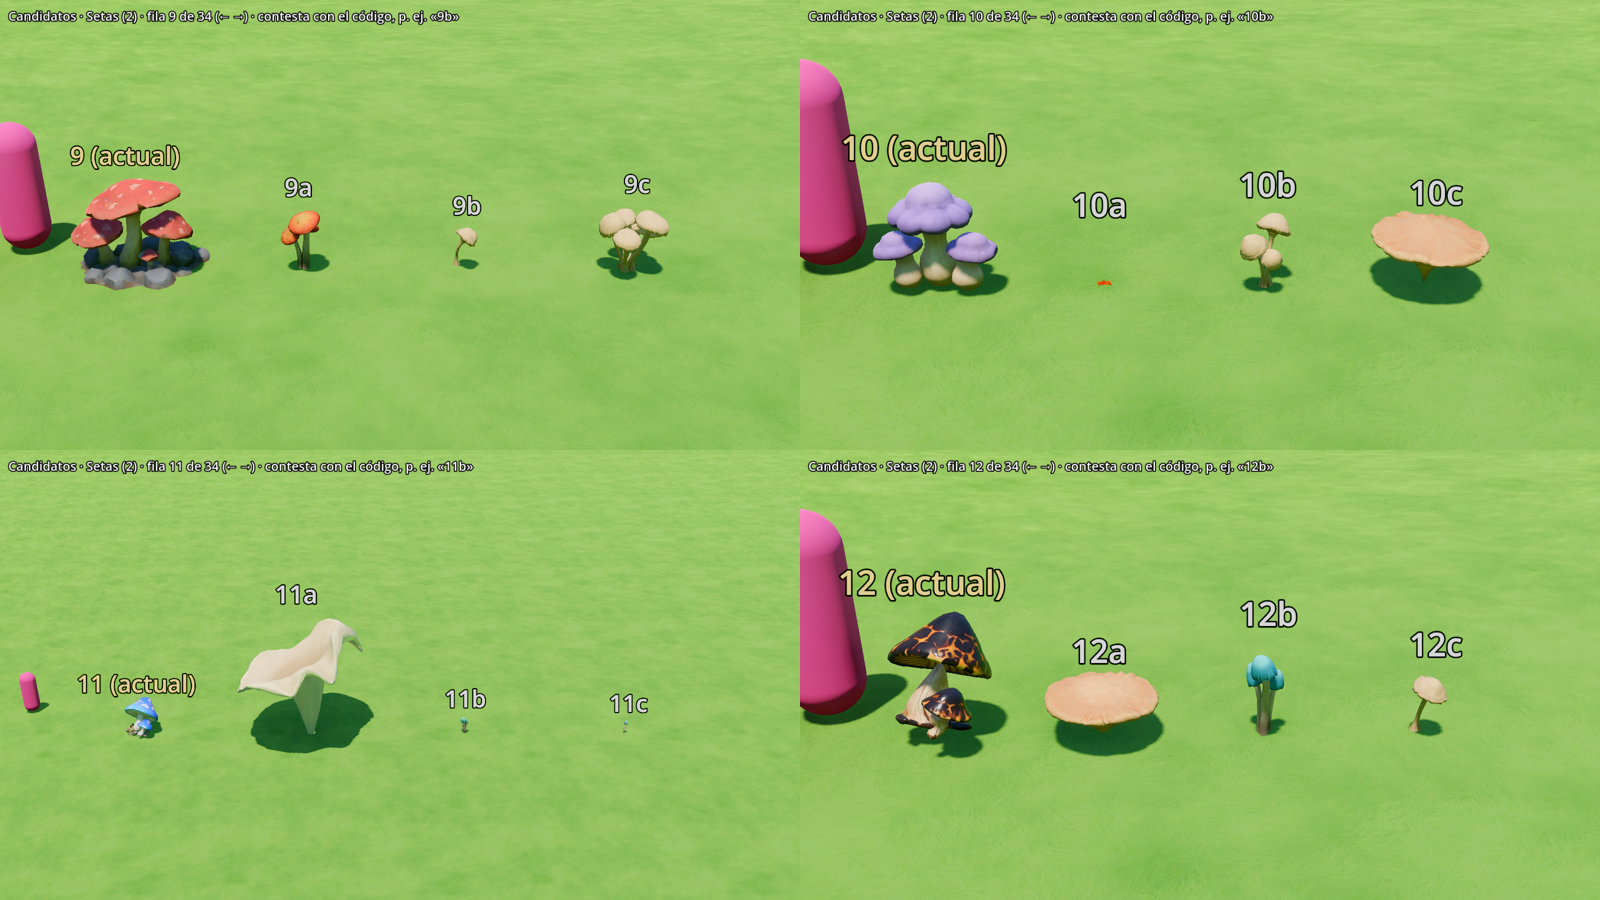 Candidatos · Setas (2) · fila 9 de 34 (← →) · contesta con el código, p. ej. «9b»
9 (actual)
9a
9b
9c
Candidatos · Setas (2) · fila 10 de 34 (← →) · contesta con el código, p. ej. «10b»
10 (actual)
10a
10b
10c
Candidatos · Setas (2) · fila 11 de 34 (← →) · contesta con el código, p. ej. «11b»
11 (actual)
11a
11b
11c
Candidatos · Setas (2) · fila 12 de 34 (← →) · contesta con el código, p. ej. «12b»
12 (actual)
12a
12b
12c